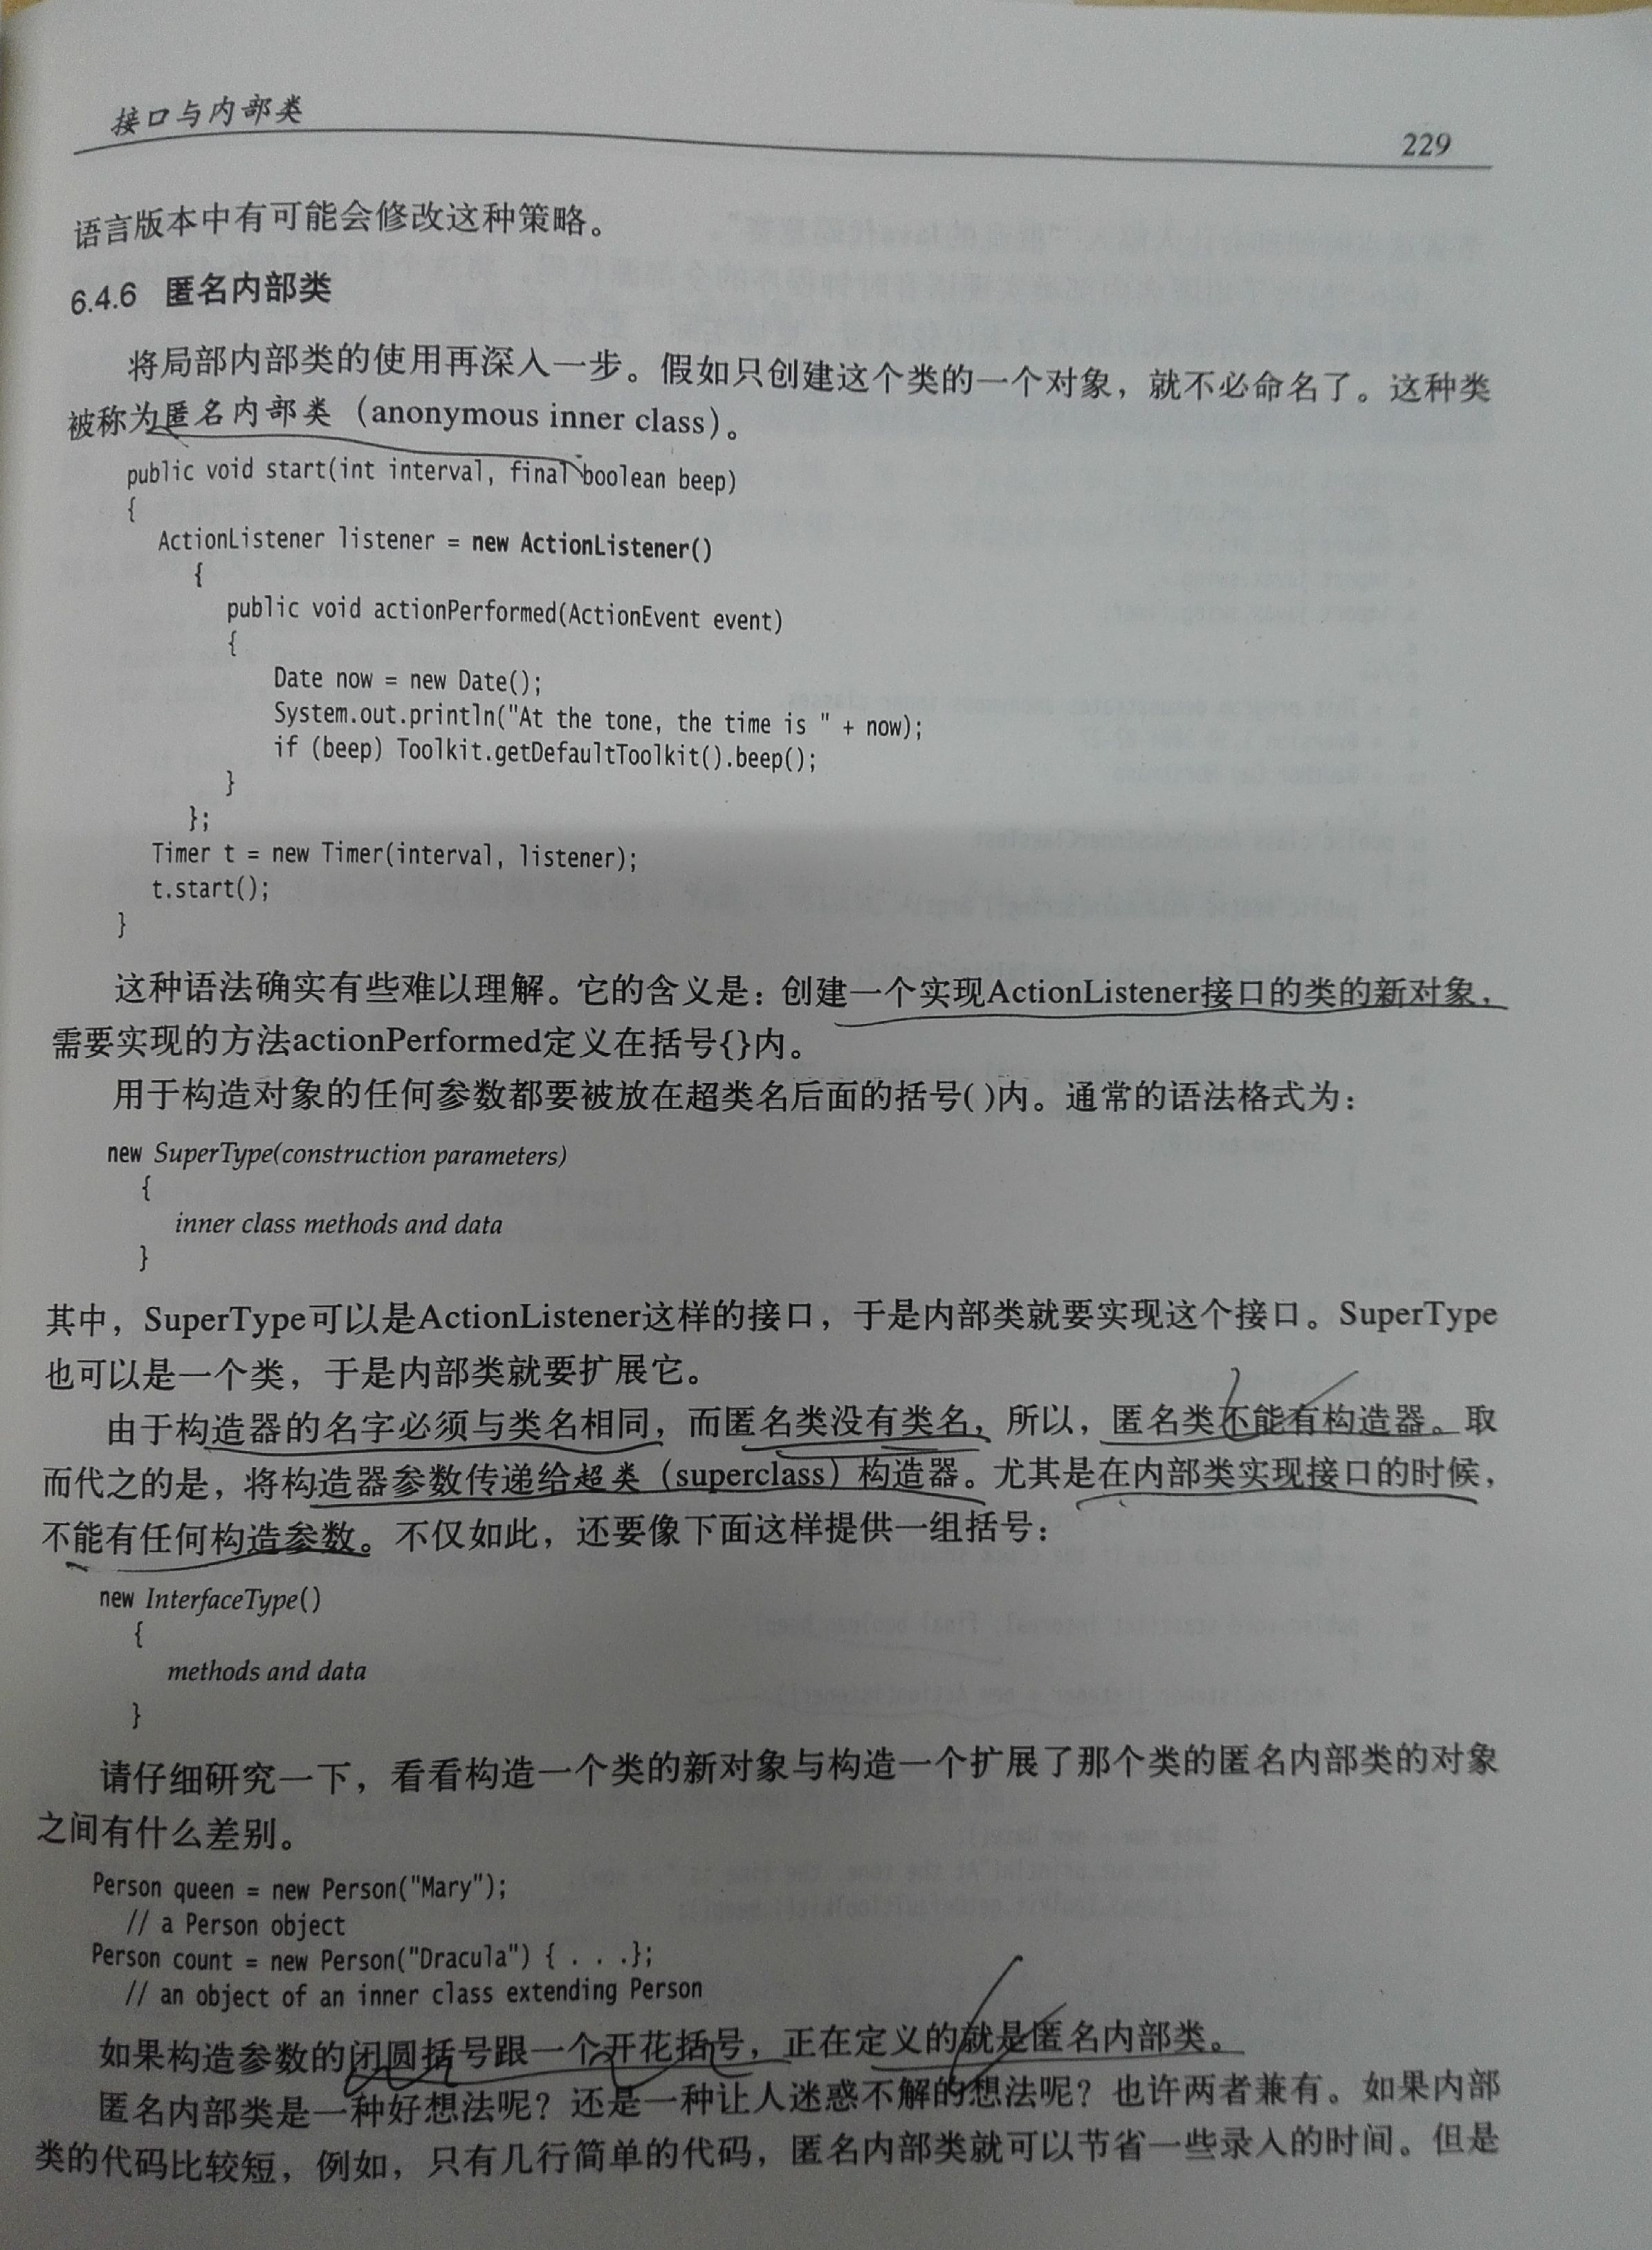 接口与内部类
229
语言版本中有可能会修改这种策略。
6.4.6 匿名内部类
将局部内部类的使用再深入一步。假如只创建这个类的一个对象，就不必命名了。这种类
被称为匿名内部类（anonymous inner class）。
public void start(int interval, final boolean beep)
{
ActionListener listener = new ActionListener()
{
public void actionPerformed(ActionEvent event)
{
Date now = new Date();
System.out.println("At the tone, the time is " + now);
if (beep) Toolkit.getDefaultToolkit().beep();
}
};
Timer t = new Timer(interval, listener);
t.start();
}
这种语法确实有些难以理解。它的含义是：创建一个实现ActionListener接口的类的新对象，
需要实现的方法actionPerformed定义在括号{}内。
用于构造对象的任何参数都要被放在超类名后面的括号( )内。通常的语法格式为：
new SuperType(construction parameters)
{
inner class methods and data
}
其中，SuperType可以是ActionListener这样的接口，于是内部类就要实现这个接口。SuperType
也可以是一个类，于是内部类就要扩展它。
由于构造器的名字必须与类名相同，而匿名类没有类名，所以，匿名类不能有构造器。取
而代之的是，将构造器参数传递给超类（superclass）构造器。尤其是在内部类实现接口的时候，
不能有任何构造参数。不仅如此，还要像下面这样提供一组括号：
new InterfaceType()
{
methods and data
}
请仔细研究一下，看看构造一个类的新对象与构造一个扩展了那个类的匿名内部类的对象
之间有什么差别。
Person queen = new Person("Mary");
// a Person object
Person count = new Person("Dracula") { . . .};
// an object of an inner class extending Person
如果构造参数的闭圆括号跟一个开花括号，正在定义的就是匿名内部类。
匿名内部类是一种好想法呢？还是一种让人迷惑不解的想法呢？也许两者兼有。如果内部
类的代码比较短，例如，只有几行简单的代码，匿名内部类就可以节省一些录入的时间。但是